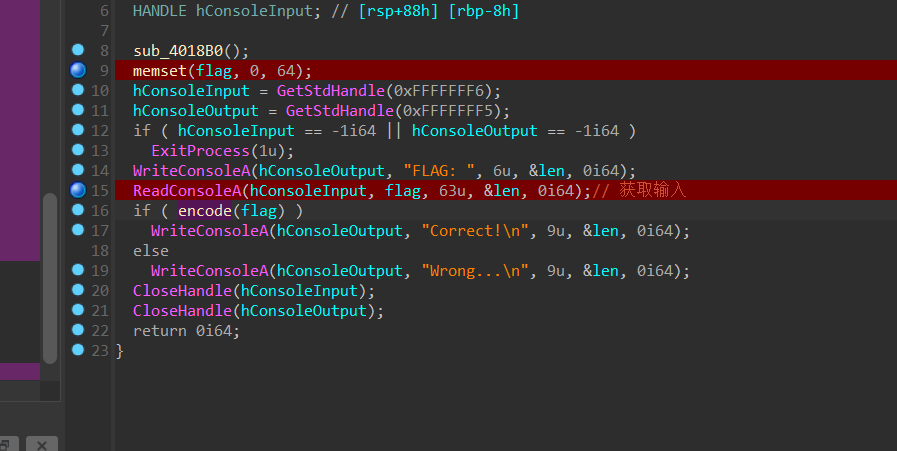 6 HANDLE hConsoleInput; // [rsp+88h] [rbp-8h]
7
8 sub_4018B0();
9 memset(flag, 0, 64);
10 hConsoleInput = GetStdHandle(0xFFFFFFF6);
11 hConsoleOutput = GetStdHandle(0xFFFFFFF5);
12 if ( hConsoleInput == -1i64 || hConsoleOutput == -1i64 )
13 ExitProcess(1u);
14 WriteConsoleA(hConsoleOutput, "FLAG: ", 6u, &len, 0i64);
15 ReadConsoleA(hConsoleInput, flag, 63u, &len, 0i64);// 获取输入
16 if ( encode(flag) )
17 WriteConsoleA(hConsoleOutput, "Correct!\n", 9u, &len, 0i64);
18 else
19 WriteConsoleA(hConsoleOutput, "Wrong...\n", 9u, &len, 0i64);
20 CloseHandle(hConsoleInput);
21 CloseHandle(hConsoleOutput);
22 return 0i64;
23 }